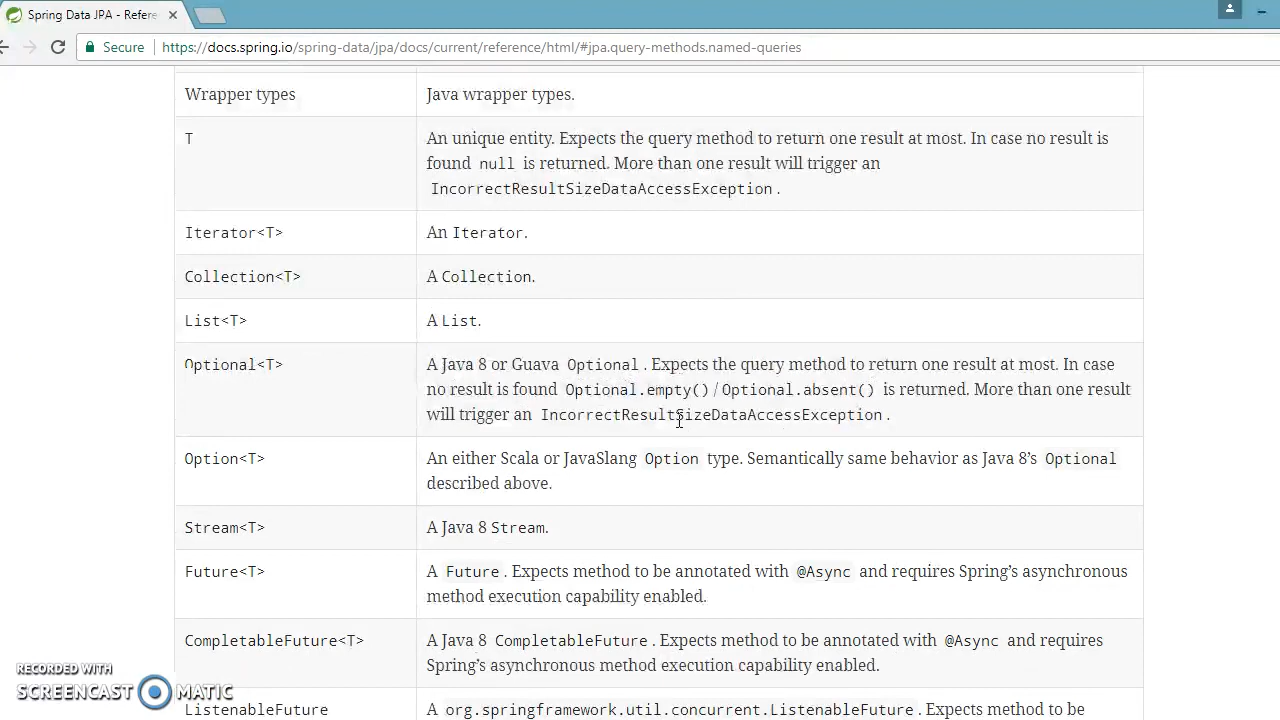 Spring Data JPA - Refere
Secure https://docs.spring.io/spring-data/jpa/docs/current/reference/html/#jpa.query-methods.named-queries
Wrapper types
Java wrapper types.
T
An unique entity. Expects the query method to return one result at most. In case no result is
found null is returned. More than one result will trigger an
IncorrectResultSizeDataAccessException .
Iterator<T>
An Iterator.
Collection<T>
A Collection.
List<T>
A List.
Optional<T>
A Java 8 or Guava Optional . Expects the query method to return one result at most. In case
no result is found Optional.empty() / Optional.absent() is returned. More than one result
will trigger an IncorrectResultSizeDataAccessException .
Option<T>
An either Scala or JavaSlang Option type. Semantically same behavior as Java 8’s Optional
described above.
Stream<T>
A Java 8 Stream.
Future<T>
A Future . Expects method to be annotated with @Async and requires Spring’s asynchronous
method execution capability enabled.
CompletableFuture<T>
A Java 8 CompletableFuture . Expects method to be annotated with @Async and requires
Spring’s asynchronous method execution capability enabled.
ListenableFuture
A org.springframework.util.concurrent.ListenableFuture . Expects method to be
RECORDED WITH
SCREENCAST MATIC